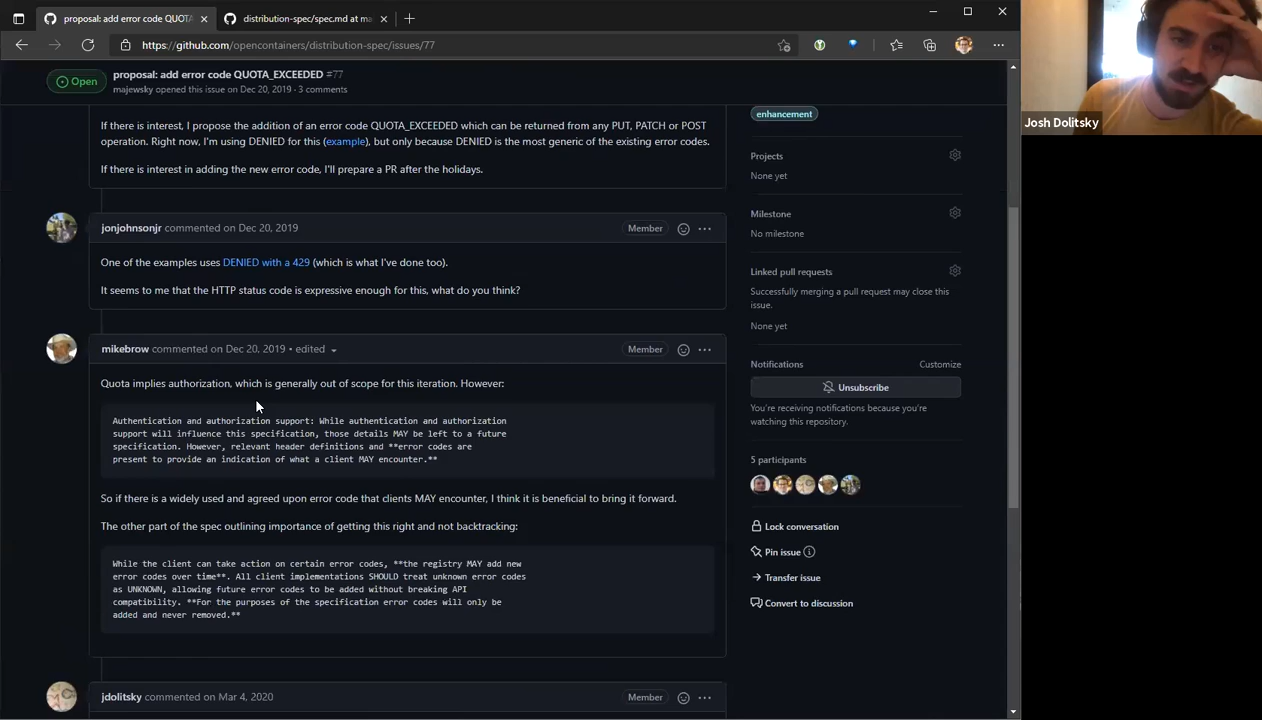 proposal: add error code QUOTA
distribution-spec/spec.md at ma
https://github.com/opencontainers/distribution-spec/issues/77
Open
proposal: add error code QUOTA_EXCEEDED #77
majewsky opened this issue on Dec 20, 2019 · 3 comments
If there is interest, I propose the addition of an error code QUOTA_EXCEEDED which can be returned from any PUT, PATCH or POST
operation. Right now, I'm using DENIED for this (example), but only because DENIED is the most generic of the existing error codes.
If there is interest in adding the new error code, I'll prepare a PR after the holidays.
jonjohnsonjr commented on Dec 20, 2019
Member
One of the examples uses DENIED with a 429 (which is what I've done too).
It seems to me that the HTTP status code is expressive enough for this, what do you think?
mikebrow commented on Dec 20, 2019 • edited
Member
Quota implies authorization, which is generally out of scope for this iteration. However:
Authentication and authorization support: While authentication and authorization
support will influence this specification, those details MAY be left to a future
specification. However, relevant header definitions and **error codes are
present to provide an indication of what a client MAY encounter.**
So if there is a widely used and agreed upon error code that clients MAY encounter, I think it is beneficial to bring it forward.
The other part of the spec outlining importance of getting this right and not backtracking:
While the client can take action on certain error codes, **the registry MAY add new
error codes over time**. All client implementations SHOULD treat unknown error codes
as UNKNOWN, allowing future error codes to be added without breaking API
compatibility. **For the purposes of the specification error codes will only be
added and never removed.**
jdolitsky commented on Mar 4, 2020
Member
enhancement
Projects
None yet
Milestone
No milestone
Linked pull requests
Successfully merging a pull request may close this
issue.
None yet
Notifications
Customize
Unsubscribe
You're receiving notifications because you're
watching this repository.
5 participants
Lock conversation
Pin issue
Transfer issue
Convert to discussion
Josh Dolitsky